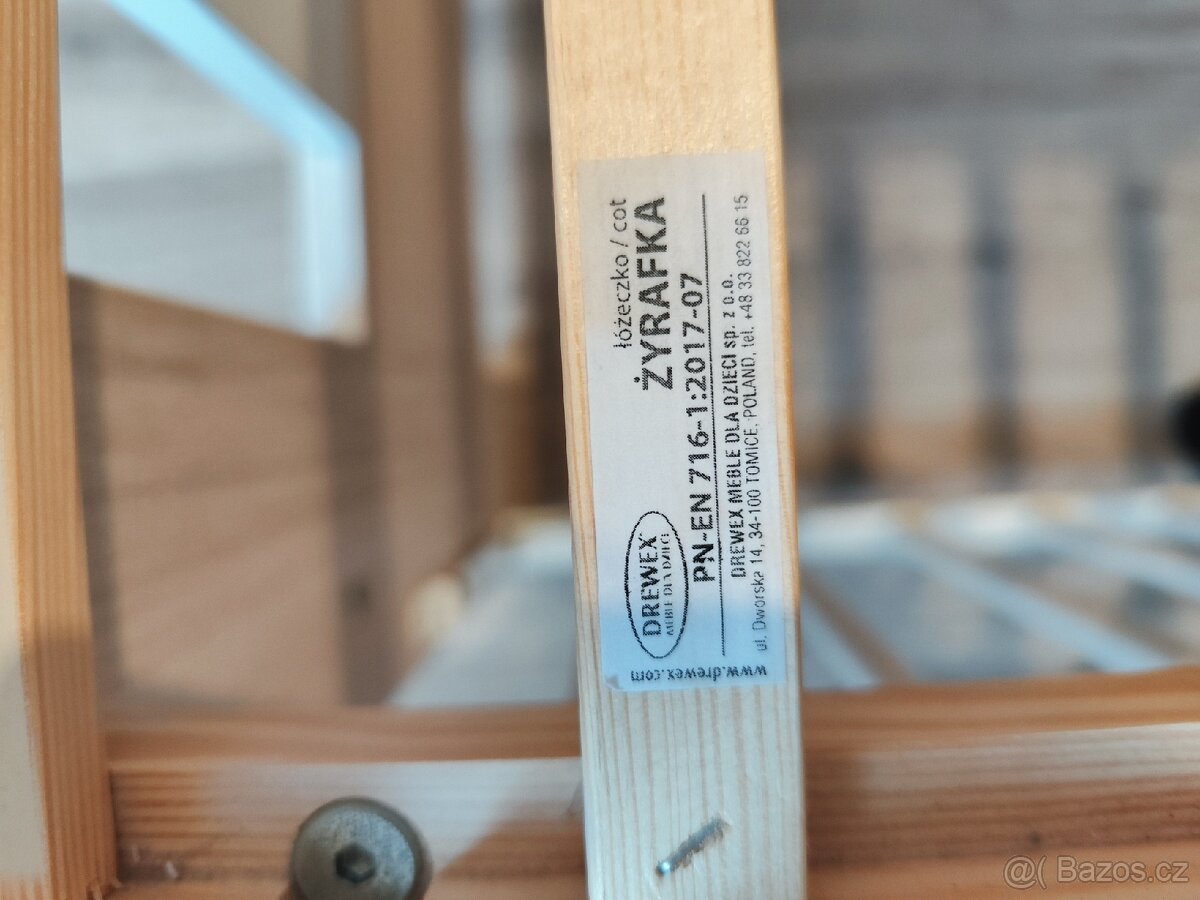 łóżeczko / cot
ŻYRAFKA
DREWEX
MEBLE DLA DZIECI
PN-EN 716-1:2017-07
DREWEX MEBLE DLA DZIECI sp. z o.o.
ul. Dworska 14, 34-100 TOMICE, POLAND, tel. +48 33 822 66 15
www.drewex.com
@( Bazos.cz